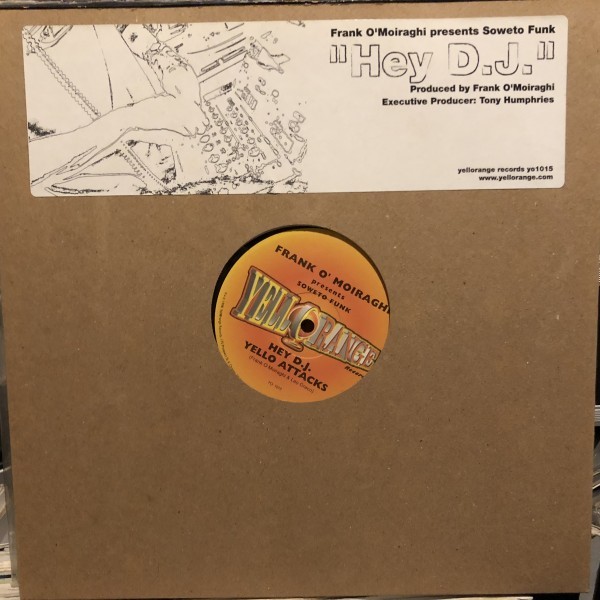 Frank O'Moiraghi presents Soweto Funk
"Hey D.J."
Produced by Frank O'Moiraghi
Executive Producer: Tony Humphries
yellorange records yo1015
www.yellorange.com
FRANK O' MOIRAGHI
presents
SOWETO FUNK
YELLORANGE
Records
HEY D.J.
YELLO ATTACKS